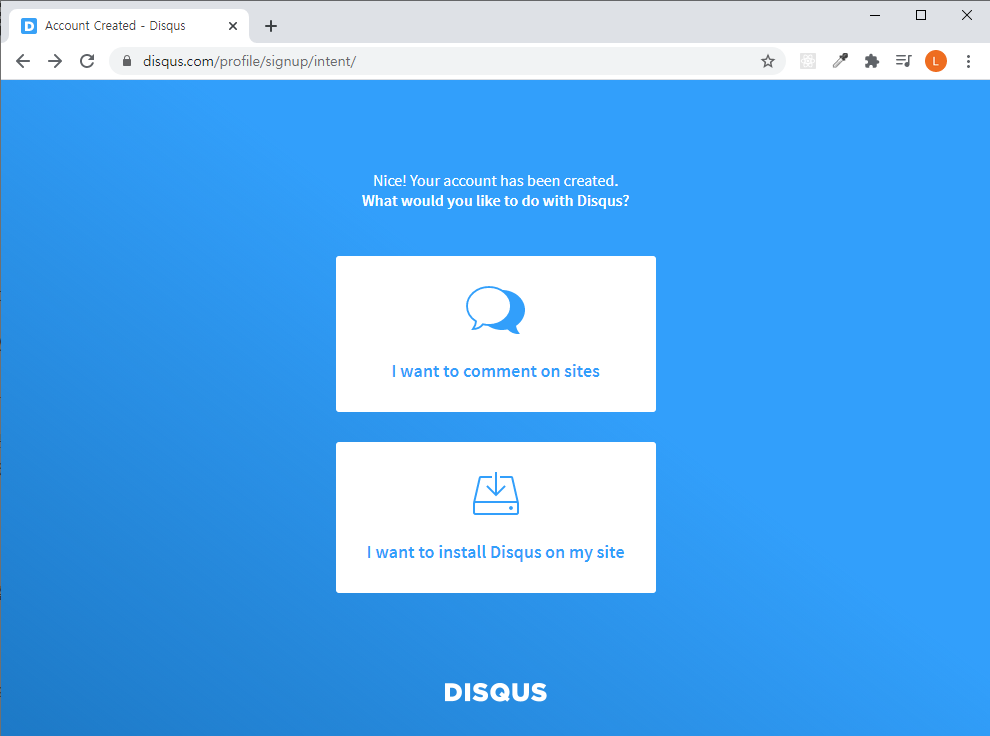 Account Created - Disqus
disqus.com/profile/signup/intent/
L
Nice! Your account has been created.
What would you like to do with Disqus?
I want to comment on sites
I want to install Disqus on my site
DISQUS